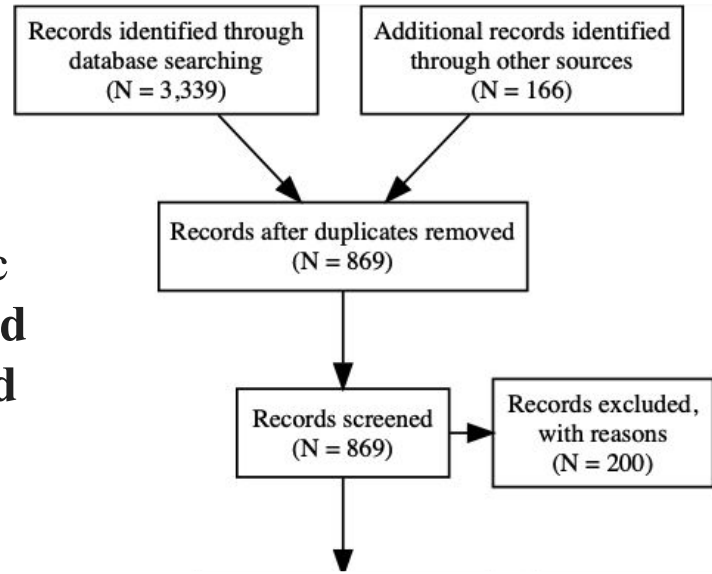 Records identified through
database searching
(N = 3,339)
Additional records identified
through other sources
(N = 166)
Records after duplicates removed
(N = 869)
c
d
d
Records screened
(N = 869)
Records excluded,
with reasons
(N = 200)